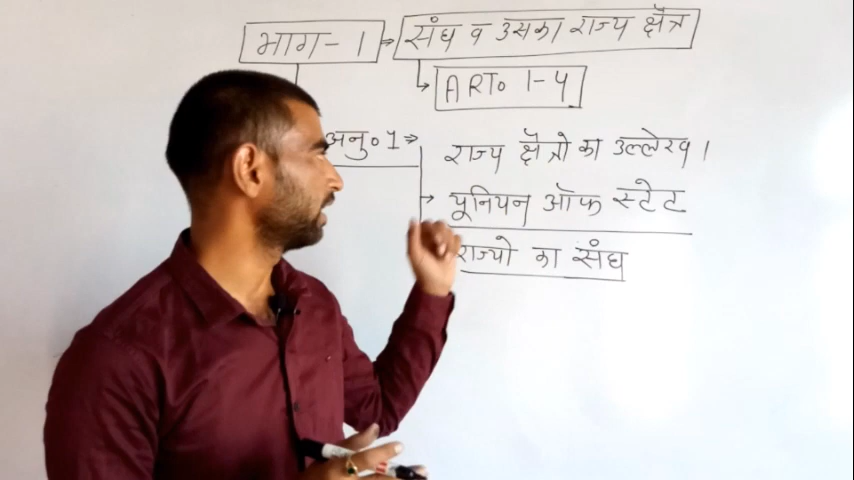 भाग - 1 → संघ व उसका राज्य क्षेत्र
ART० 1-4
अनु० 1 ⇒ राज्य क्षेत्रो का उल्लेख।
→ यूनियन ऑफ स्टेट
राज्यो का संघ